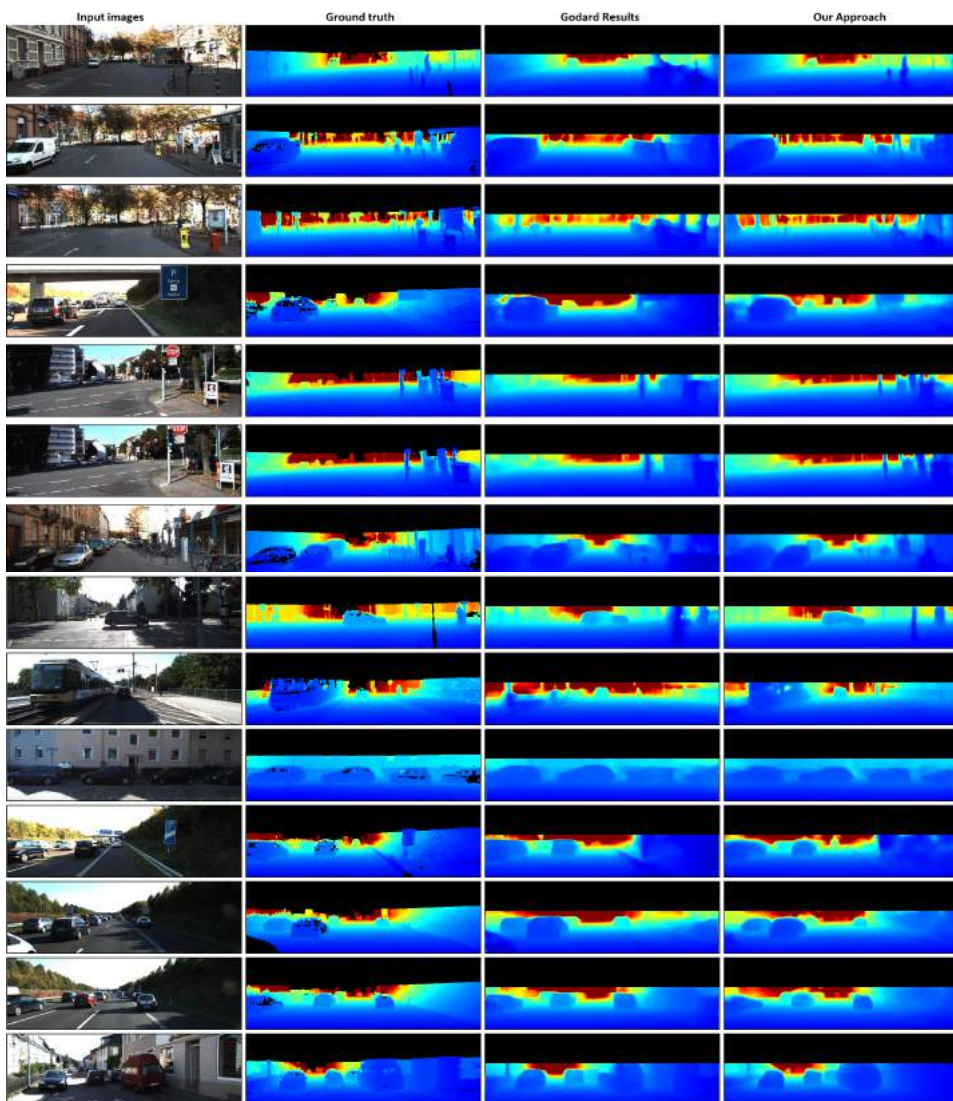 Input images
Ground truth
Godard Results
Our Approach
STOP
STOP